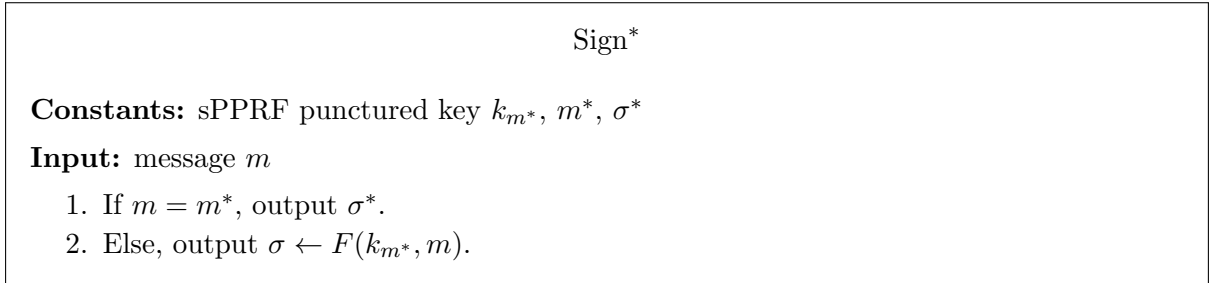 Sign*
Constants: sPPRF punctured key k_{m*}, m*, σ*
Input: message m
1. If m = m*, output σ*.
2. Else, output σ ← F(k_{m*}, m).